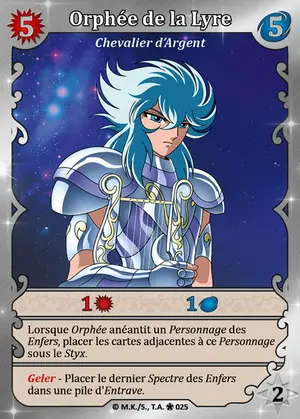 5 Orphée de la Lyre 5
Chevalier d'Argent
1 1
Lorsque Orphée anéantit un Personnage des
Enfers, placer les cartes adjacentes à ce Personnage
sous le Styx.
Geler - Placer le dernier Spectre des Enfers
dans une pile d'Entrave.
2
© M.K./S., T.A. 025